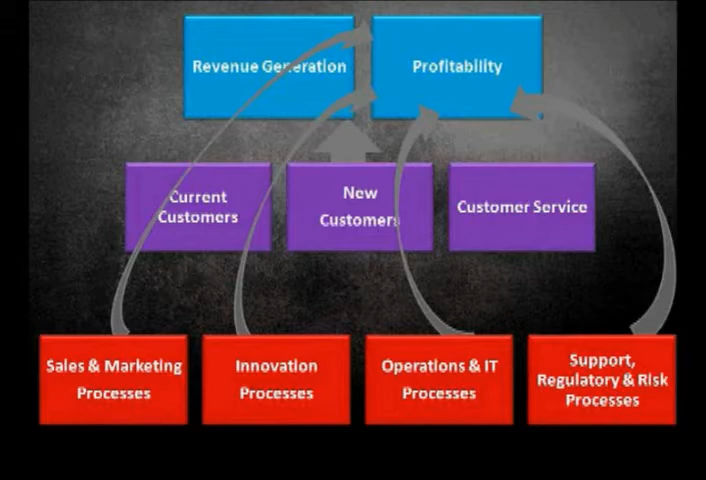 Revenue Generation
Profitability
Current
Customers
New
Customers
Customer Service
Sales & Marketing
Processes
Innovation
Processes
Operations & IT
Processes
Support,
Regulatory & Risk
Processes